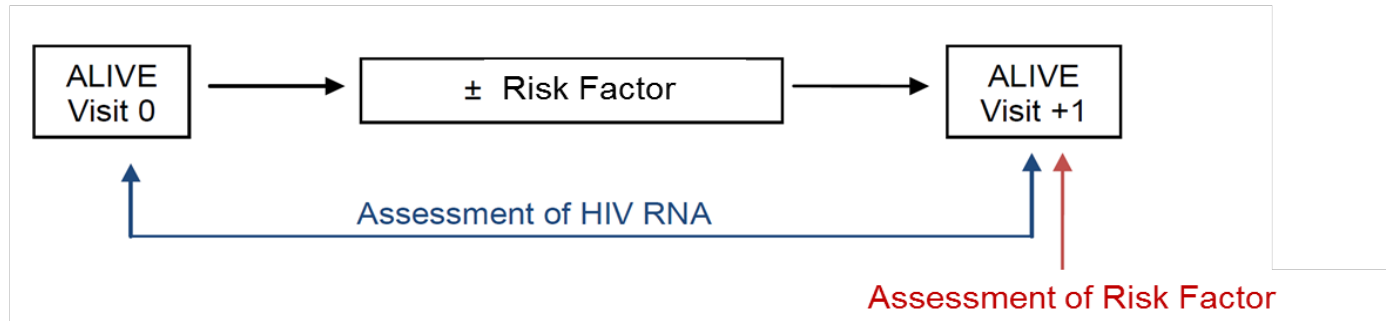 ALIVE
Visit 0
± Risk Factor
ALIVE
Visit +1
Assessment of HIV RNA
Assessment of Risk Factor